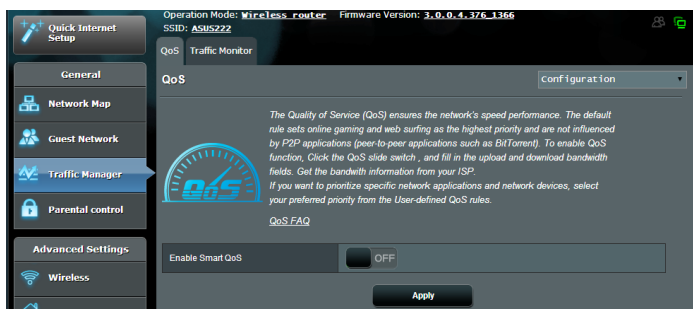 Operation Mode: Wireless router Firmware Version: 3.0.0.4.376_1366
SSID: ASUS222
Quick Internet
Setup
General
Network Map
Guest Network
Traffic Manager
Parental control
Advanced Settings
Wireless
QoS Traffic Monitor
QoS
Configuration
The Quality of Service (QoS) ensures the network's speed performance. The default
rule sets online gaming and web surfing as the highest priority and are not influenced
by P2P applications (peer-to-peer applications such as BitTorrent). To enable QoS
function, Click the QoS slide switch , and fill in the upload and download bandwidth
fields. Get the bandwith information from your ISP.
If you want to prioritize specific network applications and network devices, select
your preferred priority from the User-defined QoS rules.
QoS FAQ
QoS
Enable Smart QoS
OFF
Apply